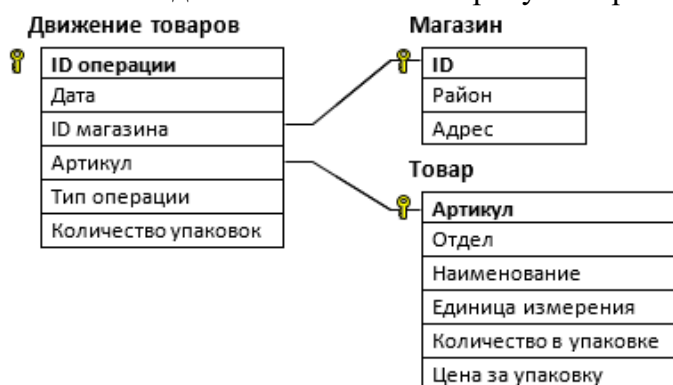 Движение товаров
ID операции
Дата
ID магазина
Артикул
Тип операции
Количество упаковок
Магазин
ID
Район
Адрес
Товар
Артикул
Отдел
Наименование
Единица измерения
Количество в упаковке
Цена за упаковку